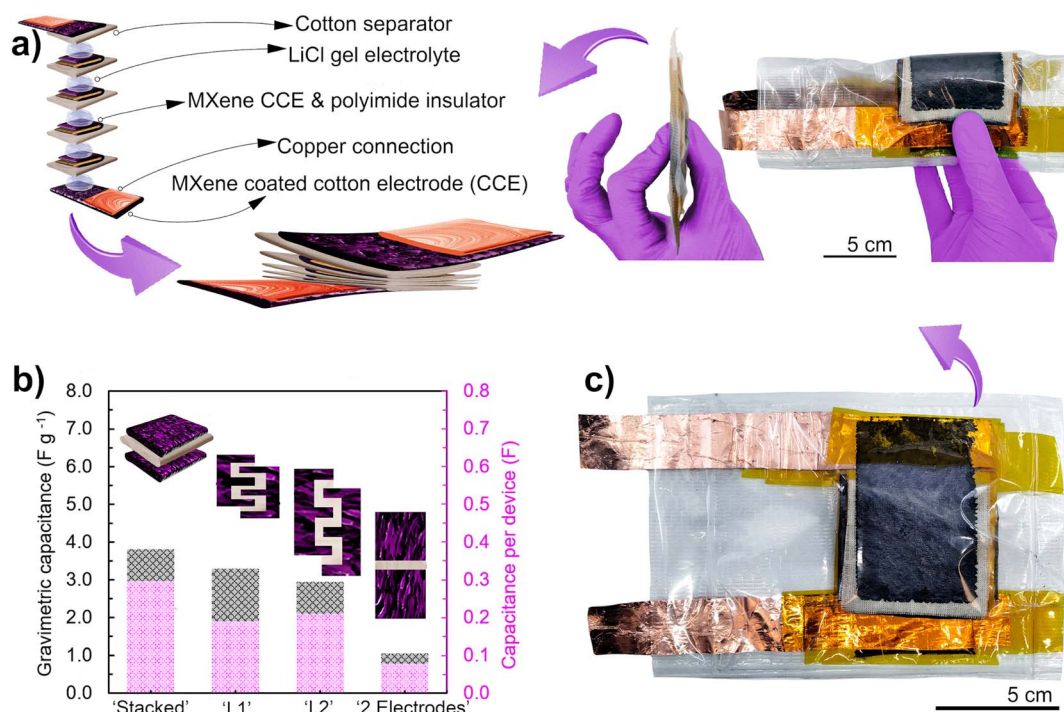 a)
Cotton separator
LiCl gel electrolyte
MXene CCE & polyimide insulator
Copper connection
MXene coated cotton electrode (CCE)
5 cm
b)
Gravimetric capacitance (F g -1)
8.0
7.0
6.0
5.0
4.0
3.0
2.0
1.0
0.0
0.8
0.7
0.6
0.5
0.4
0.3
0.2
0.1
0.0
Capacitance per device (F)
'Stacked' 'L1' 'L2' '2 Electrodes'
c)
5 cm